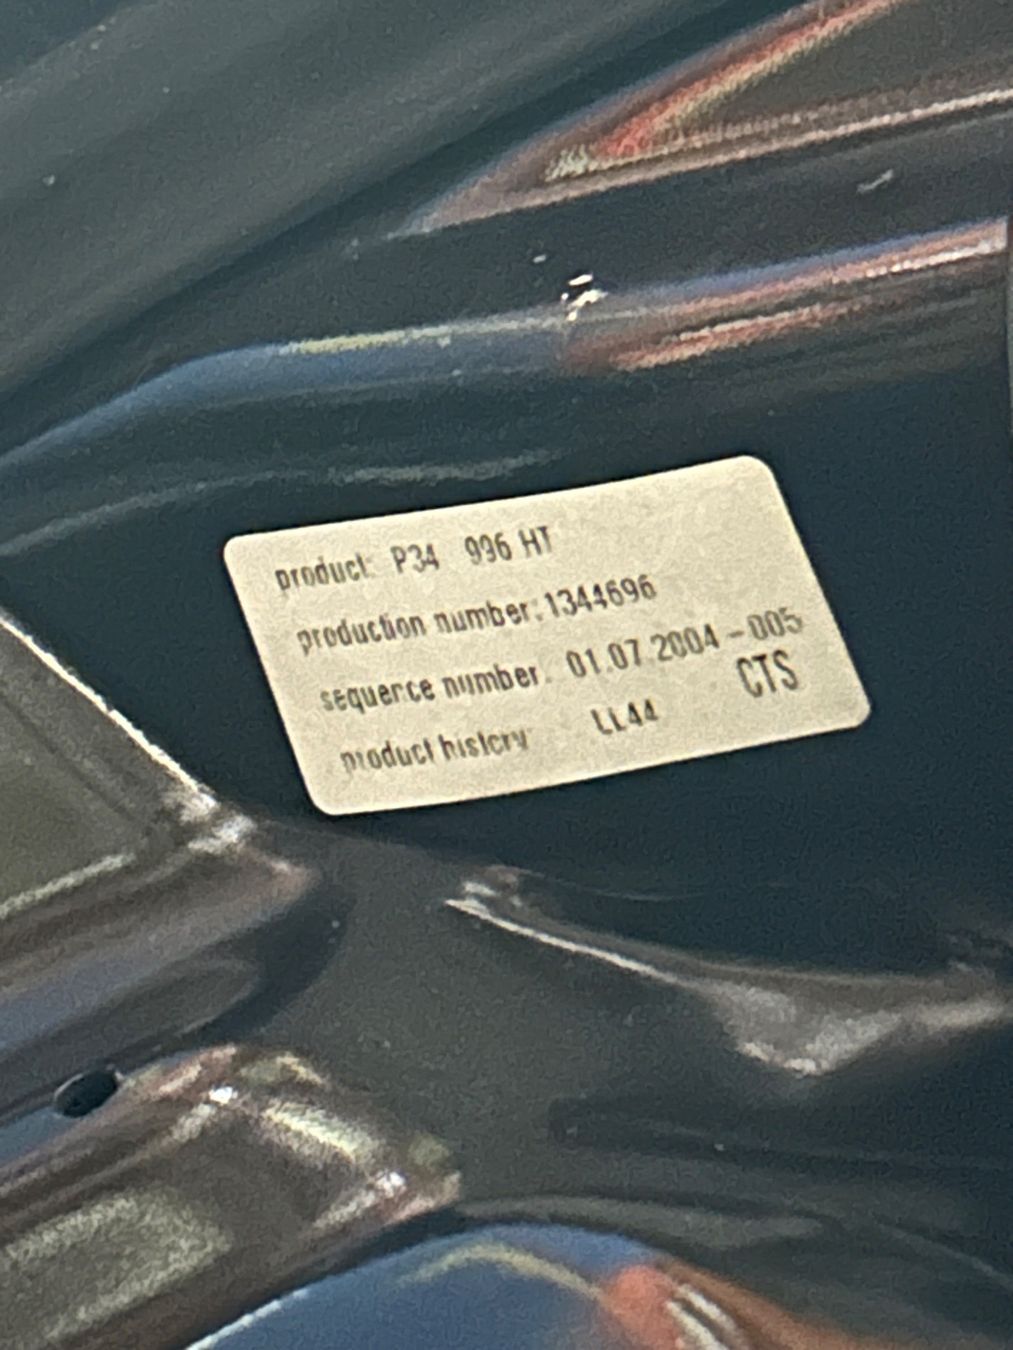 product: P34 996 HT
production number: 1344696
sequence number: 01.07.2004-005
product history LL44 CTS